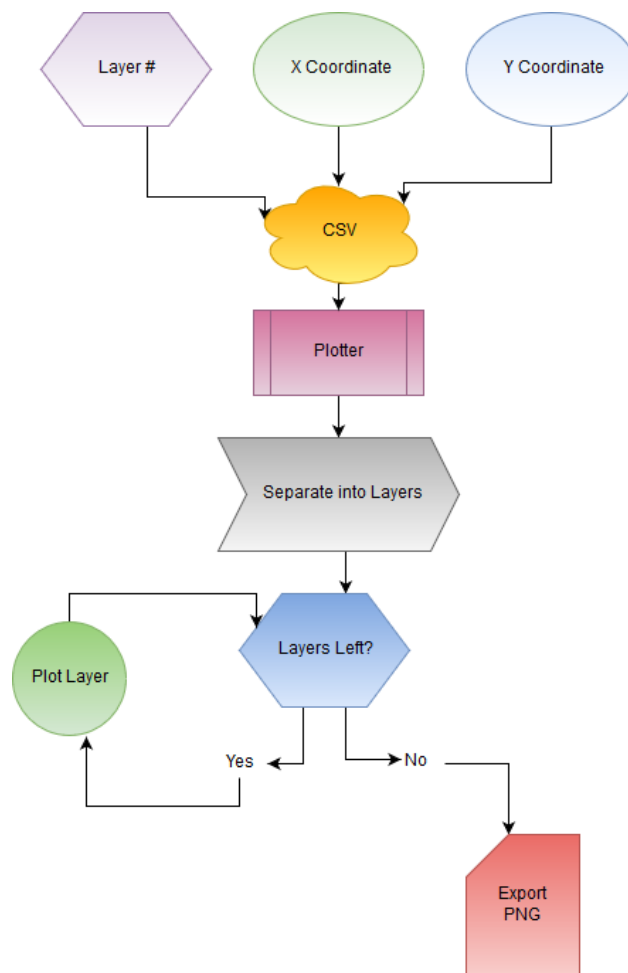 Layer #
X Coordinate
Y Coordinate
CSV
Plotter
Separate into Layers
Layers Left?
Plot Layer
Yes
No
Export
PNG